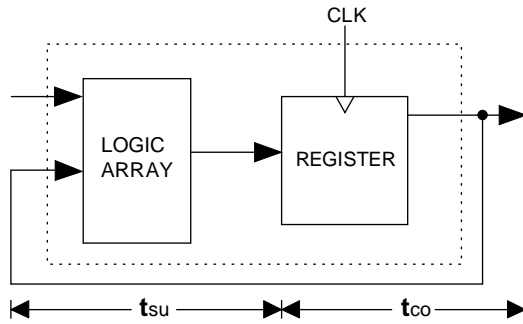 CLK
LOGIC
ARRAY
REGISTER
tsu
tco